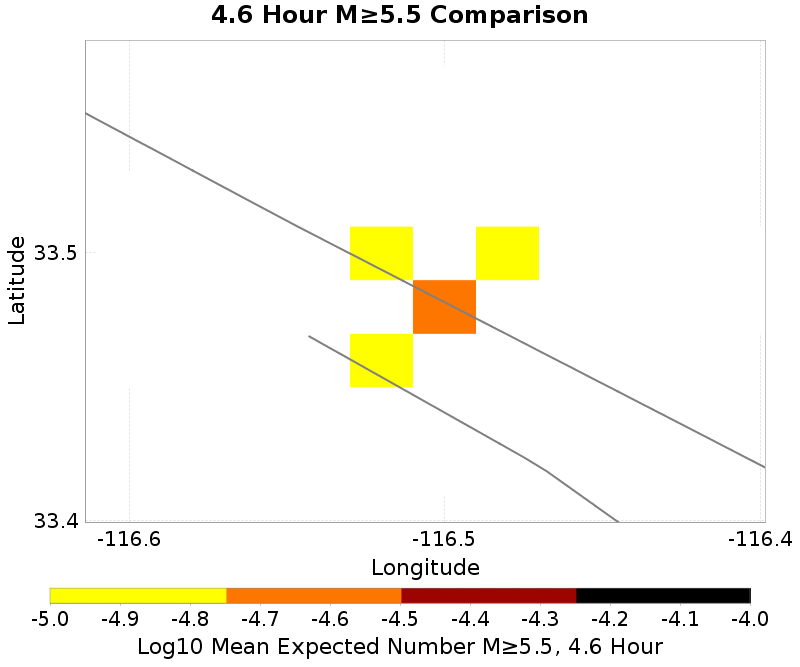 4.6 Hour M≥5.5 Comparison
Latitude
33.5
33.4
-116.6 -116.5 -116.4
Longitude
-5.0 -4.9 -4.8 -4.7 -4.6 -4.5 -4.4 -4.3 -4.2 -4.1 -4.0
Log10 Mean Expected Number M≥5.5, 4.6 Hour